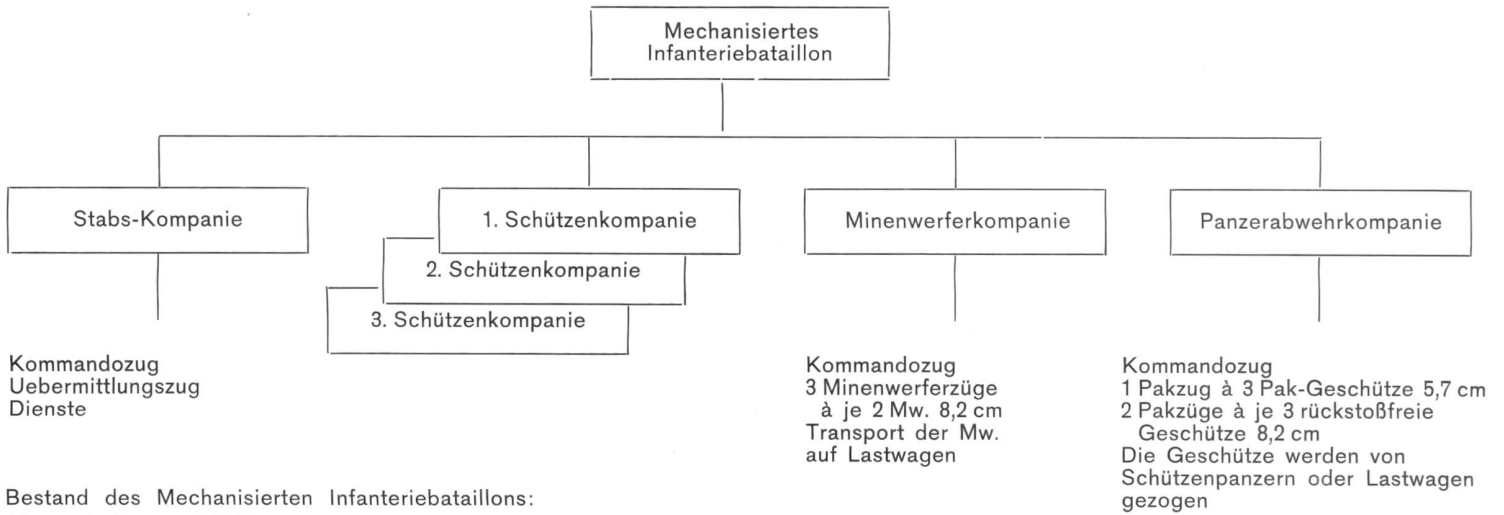 Mechanisiertes
Infanteriebataillon
Stabs-Kompanie
1. Schützenkompanie
2. Schützenkompanie
3. Schützenkompanie
Minenwerferkompanie
Panzerabwehrkompanie
Kommandozug
Uebermittlungszug
Dienste
Kommandozug
3 Minenwerferzüge
à je 2 Mw. 8,2 cm
Transport der Mw.
auf Lastwagen
Kommandozug
1 Pakzug à 3 Pak-Geschütze 5,7 cm
2 Pakzüge à je 3 rückstoßfreie
Geschütze 8,2 cm
Die Geschütze werden von
Schützenpanzern oder Lastwagen
gezogen
Bestand des Mechanisierten Infanteriebataillons: